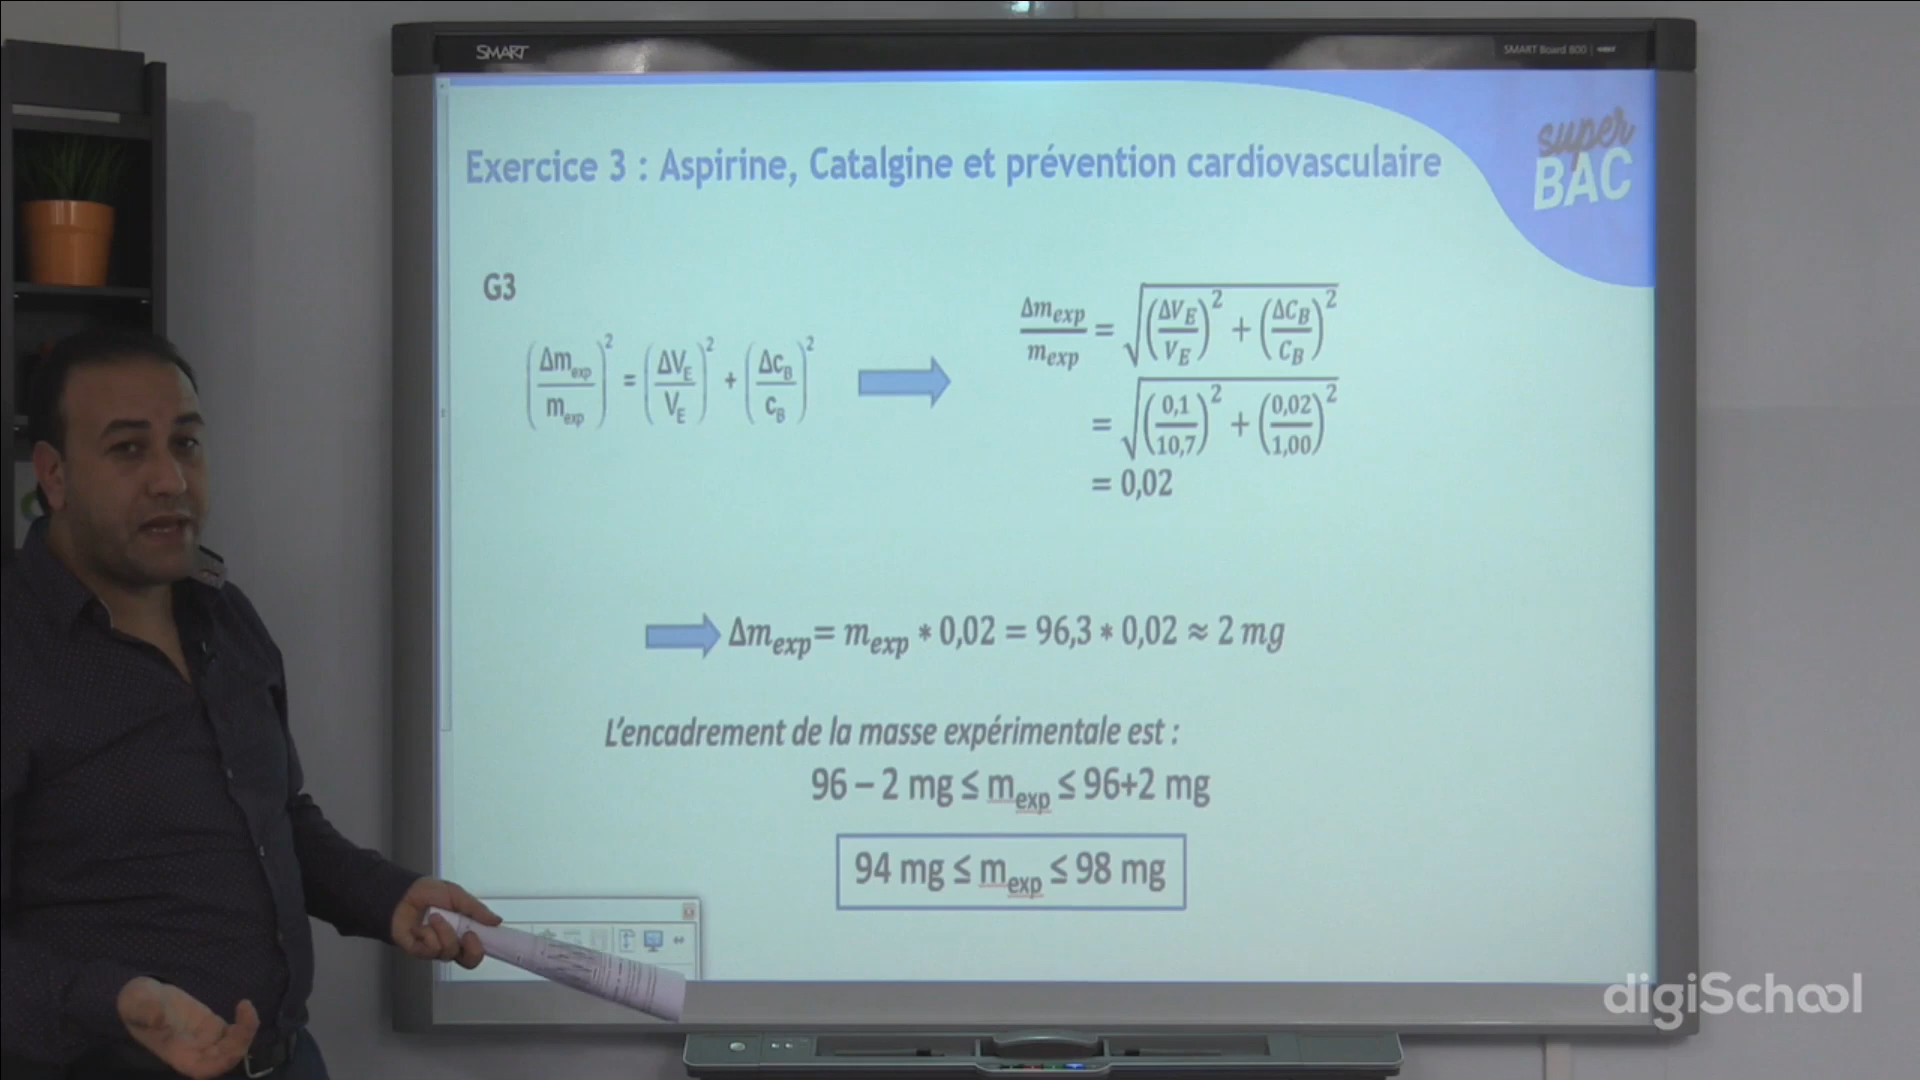 SMART
SMART Board 800
super
BAC
Exercice 3 : Aspirine, Catalgine et prévention cardiovasculaire
G3
(Δm_exp / m_exp)² = (ΔV_E / V_E)² + (Δc_B / c_B)²
Δm_exp / m_exp = √((ΔV_E / V_E)² + (ΔC_B / C_B)²)
= √((0,1 / 10,7)² + (0,02 / 1,00)²)
= 0,02
Δm_exp = m_exp * 0,02 = 96,3 * 0,02 ≈ 2 mg
L'encadrement de la masse expérimentale est :
96 – 2 mg ≤ m_exp ≤ 96+2 mg
94 mg ≤ m_exp ≤ 98 mg
digiSchool